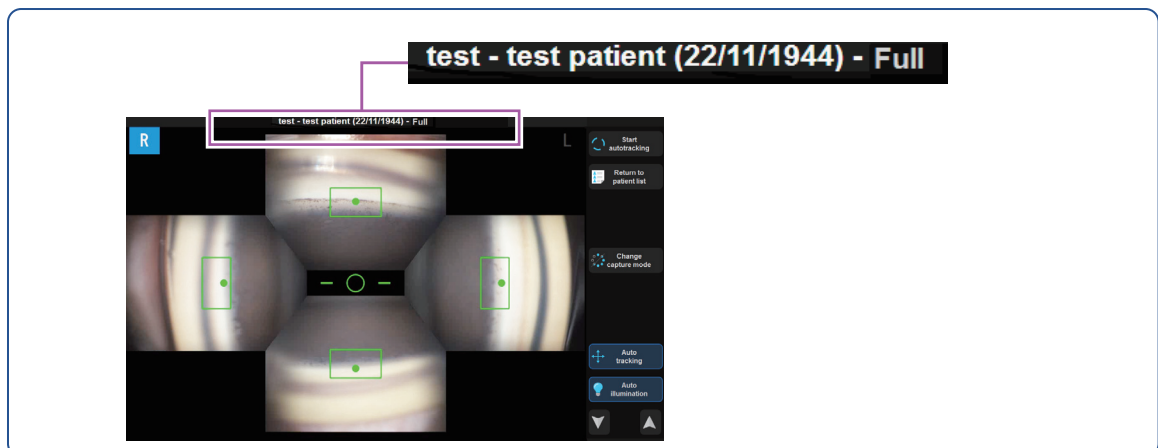 test - test patient (22/11/1944) - Full
test - test patient (22/11/1944) - Full
R
L
Start
autotracking
Return to
patient list
Change
capture mode
Auto
tracking
Auto
illumination